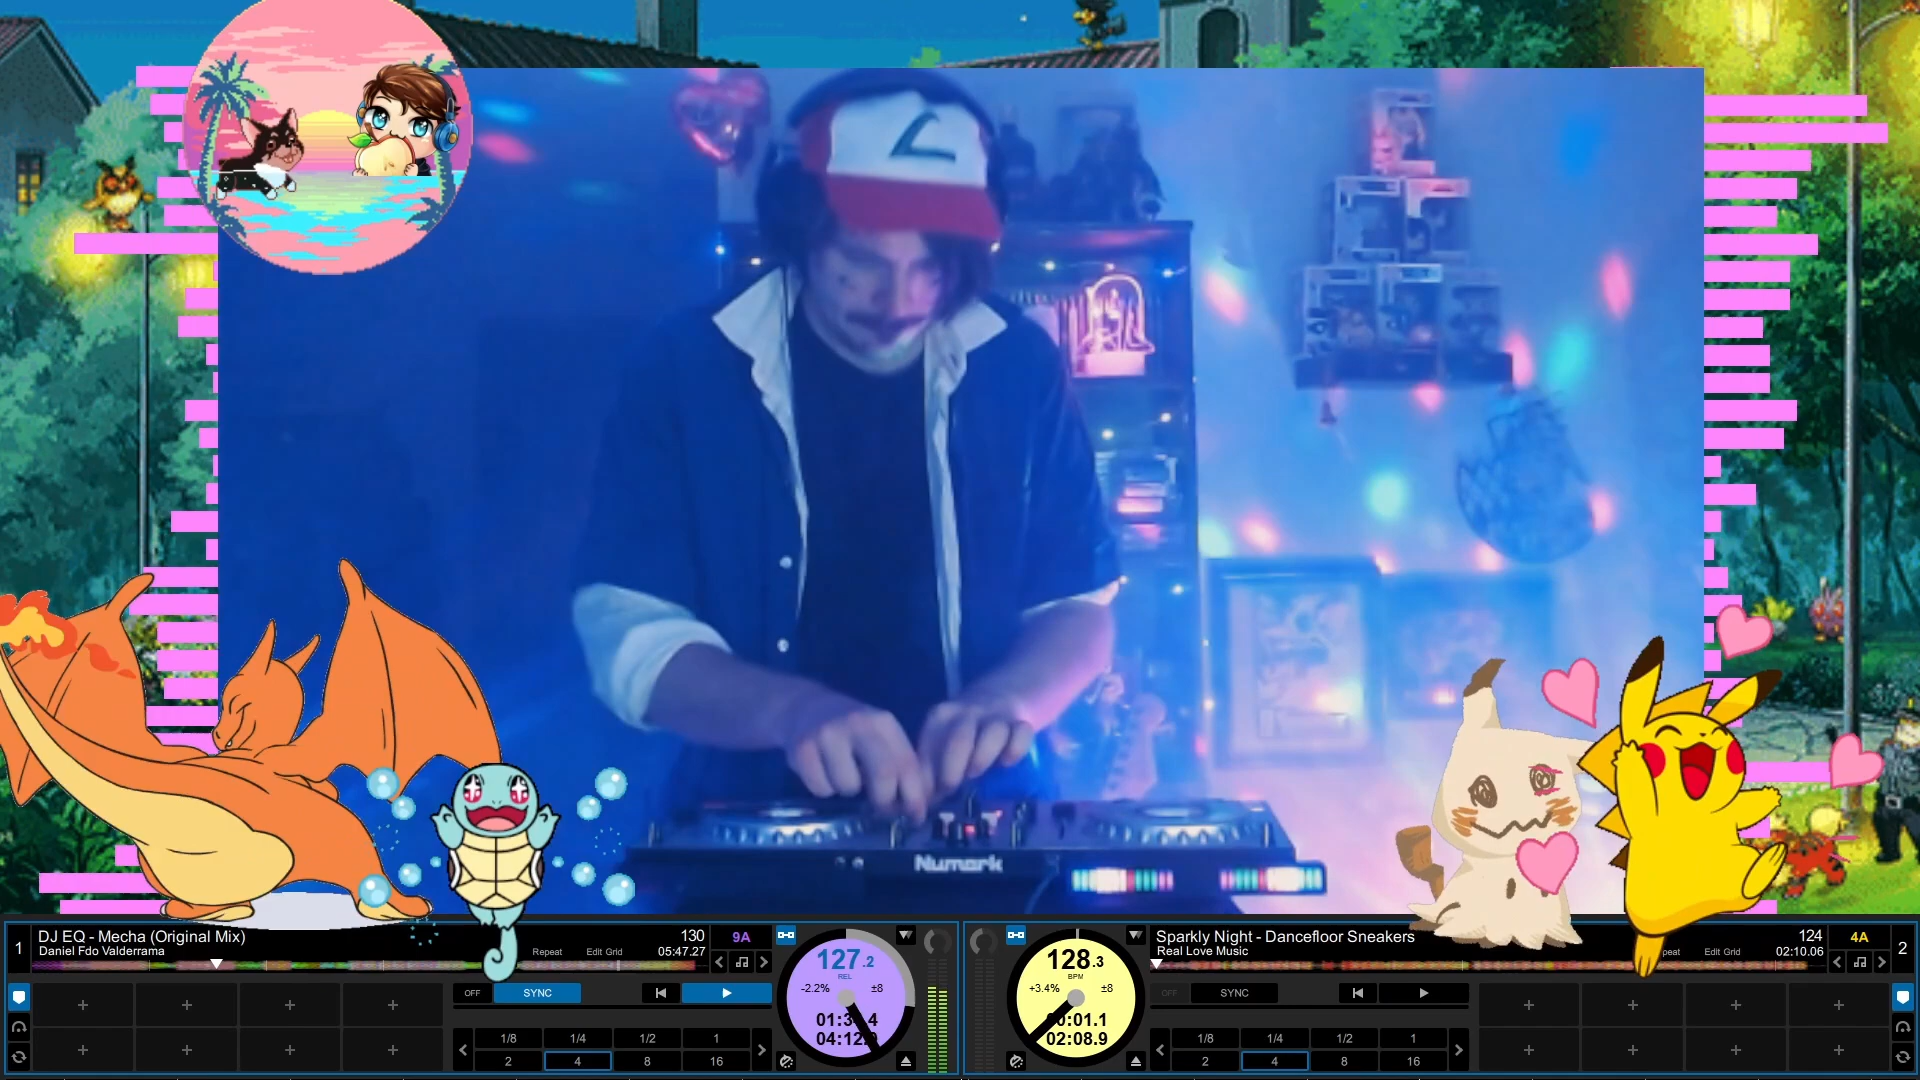 Numark
1
DJ EQ - Mecha (Original Mix)
Daniel Fdo Valderrama
Repeat
Edit Grid
130
05:47.27
9A
OFF
SYNC
1/8
1/4
1/2
1
2
4
8
16
127.2
REL
-2.2%
±8
128.3
BPM
+3.4%
±8
02:08.9
Sparkly Night - Dancefloor Sneakers
Real Love Music
Edit Grid
124
02:10.06
4A
2
OFF
SYNC
1/8
1/4
1/2
1
2
4
8
16